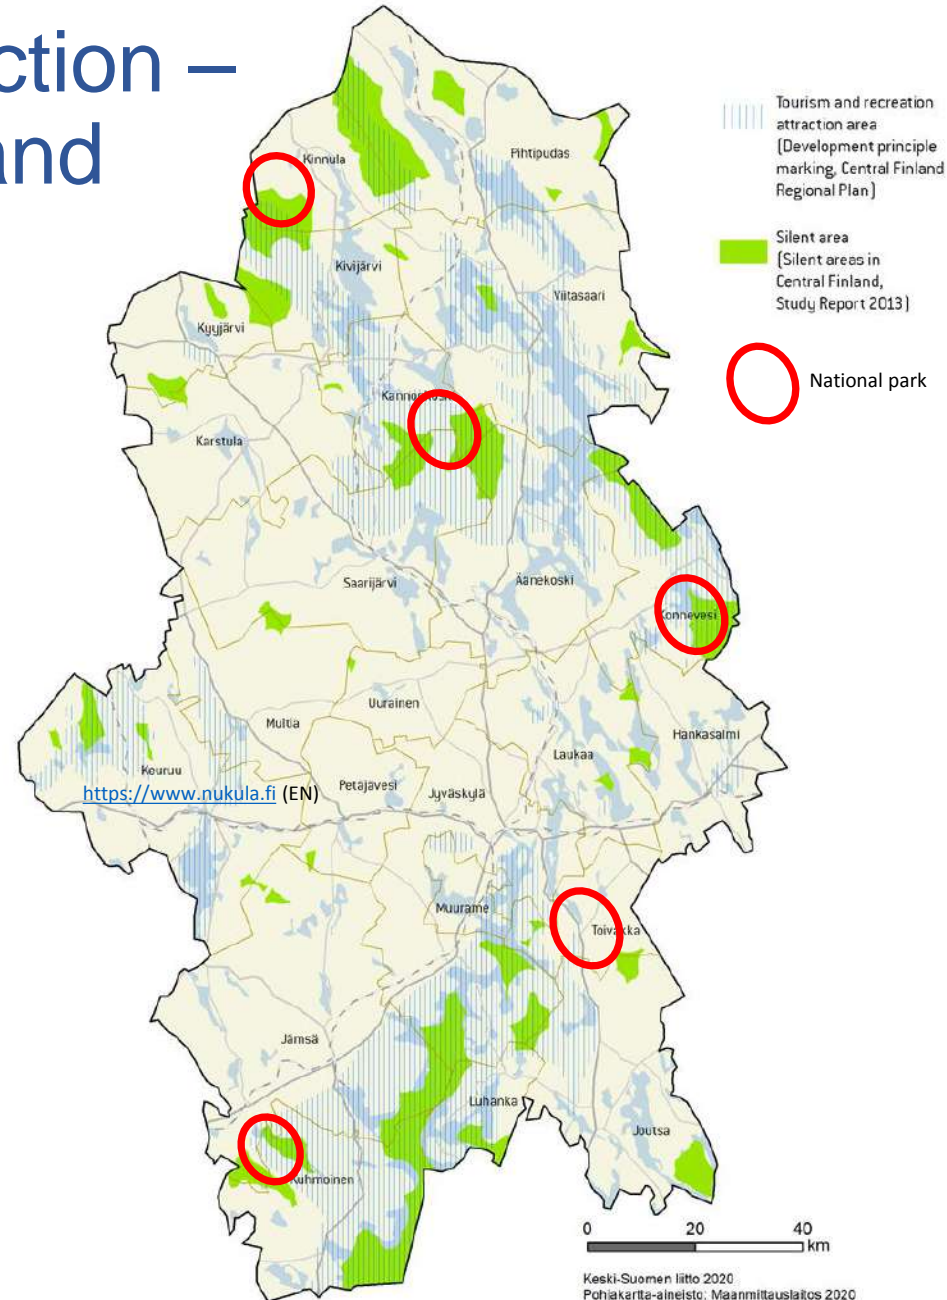 ction –
and
Tourism and recreation
attraction area
(Development principle
marking, Central Finland
Regional Plan)
Silent area
(Silent areas in
Central Finland,
Study Report 2013)
National park
Kinnula
Pihtipudas
Kivijärvi
Viitasaari
Kyyjärvi
Karstula
Saarijärvi
Äänekoski
Konnevesi
Uurainen
Multia
Hankasalmi
Laukaa
Keuruu
https://www.nukula.fi (EN)
Petäjävesi
Jyväskylä
Muurame
Toivakka
Jämsä
Luhanka
Joutsa
Kuhmoinen
0 20 40
km
Keski-Suomen liitto 2020
Pohjakartta-aineisto: Maanmittauslaitos 2020